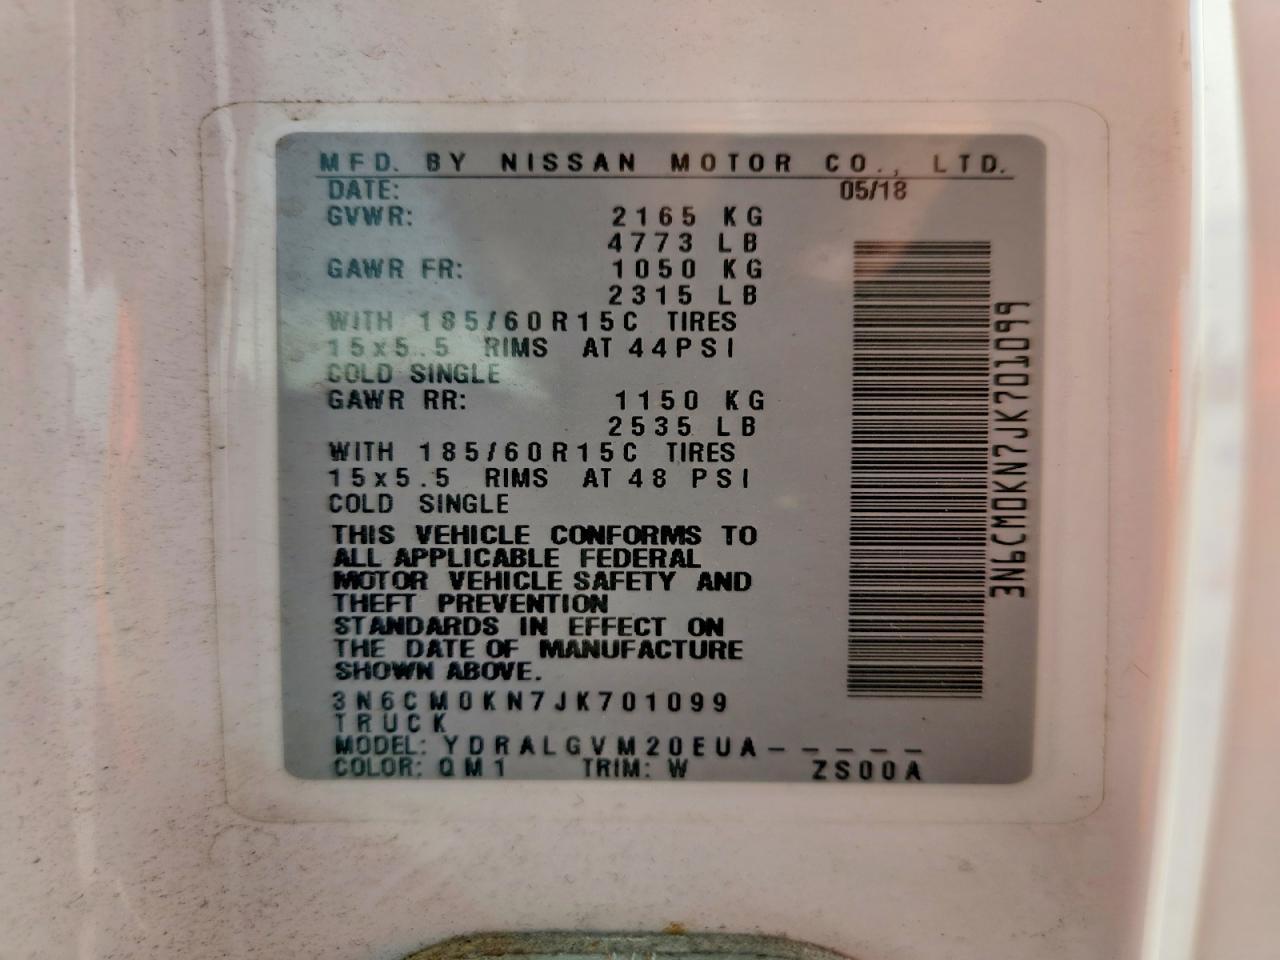 MFD. BY NISSAN MOTOR CO., LTD.
DATE: 05/18
GVWR: 2165 KG
4773 LB
GAWR FR: 1050 KG
2315 LB
WITH 185/60R15C TIRES
15x5.5 RIMS AT 44PSI
COLD SINGLE
GAWR RR: 1150 KG
2535 LB
WITH 185/60R15C TIRES
15x5.5 RIMS AT 48 PSI
COLD SINGLE
THIS VEHICLE CONFORMS TO
ALL APPLICABLE FEDERAL
MOTOR VEHICLE SAFETY AND
THEFT PREVENTION
STANDARDS IN EFFECT ON
THE DATE OF MANUFACTURE
SHOWN ABOVE.
3N6CM0KN7JK701099
TRUCK
MODEL: YDRALGVM20EUA-----
COLOR: QM1 TRIM: W ZS00A
3N6CM0KN7JK701099